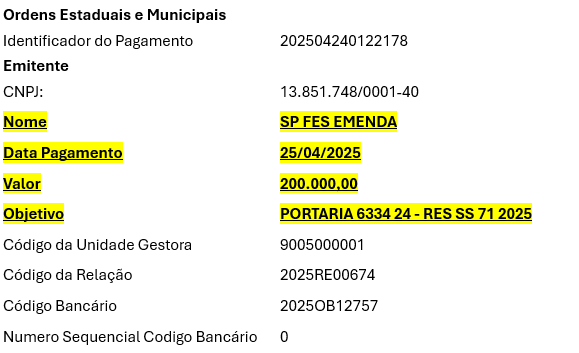 Ordens Estaduais e Municipais
Identificador do Pagamento 202504240122178
Emitente
CNPJ: 13.851.748/0001-40
Nome SP FES EMENDA
Data Pagamento 25/04/2025
Valor 200.000,00
Objetivo PORTARIA 6334 24 - RES SS 71 2025
Código da Unidade Gestora 9005000001
Código da Relação 2025RE00674
Código Bancário 2025OB12757
Numero Sequencial Codigo Bancário 0